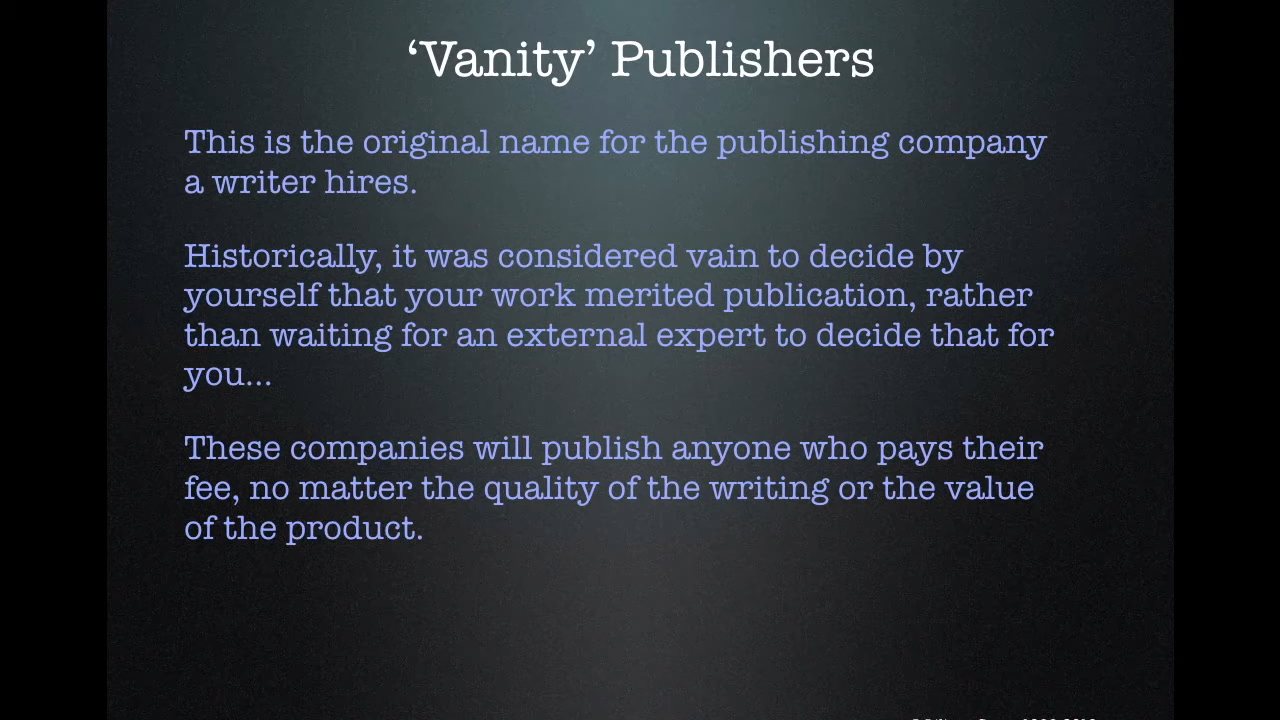 ‘Vanity’ Publishers
This is the original name for the publishing company
a writer hires.
Historically, it was considered vain to decide by
yourself that your work merited publication, rather
than waiting for an external expert to decide that for
you...
These companies will publish anyone who pays their
fee, no matter the quality of the writing or the value
of the product.